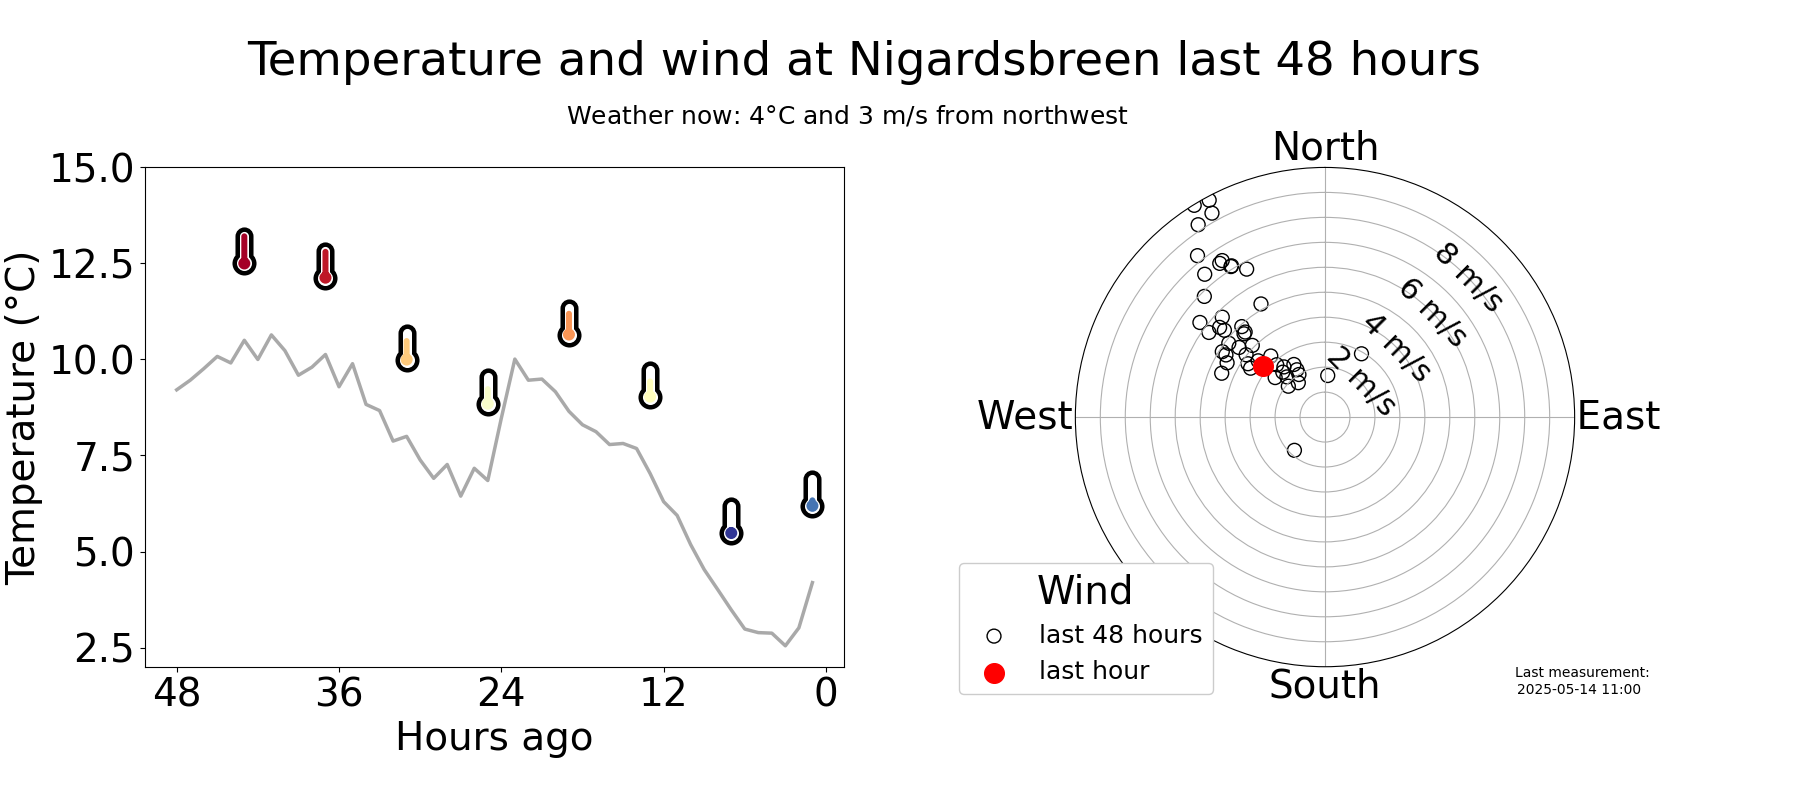 Temperature and wind at Nigardsbreen last 48 hours
Weather now: 4°C and 3 m/s from northwest
Temperature (°C)
15.0
12.5
10.0
7.5
5.0
2.5
48 36 24 12 0
Hours ago
North
West
East
South
8 m/s
6 m/s
4 m/s
2 m/s
Wind
last 48 hours
last hour
Last measurement:
2025-05-14 11:00